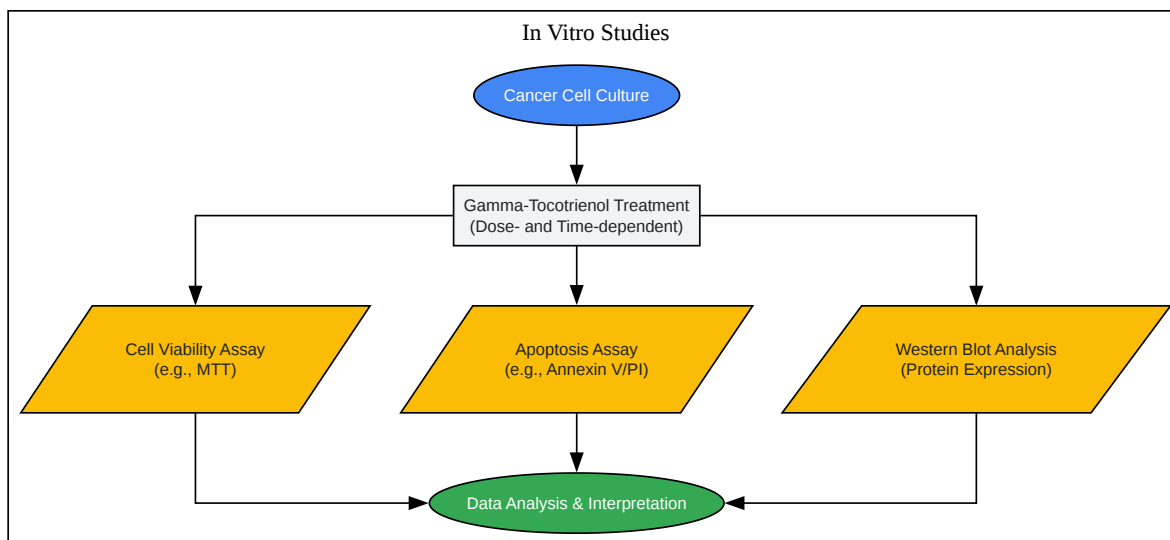 In Vitro Studies
Cancer Cell Culture
Gamma-Tocotrienol Treatment
(Dose- and Time-dependent)
Cell Viability Assay
(e.g., MTT)
Apoptosis Assay
(e.g., Annexin V/PI)
Western Blot Analysis
(Protein Expression)
Data Analysis & Interpretation